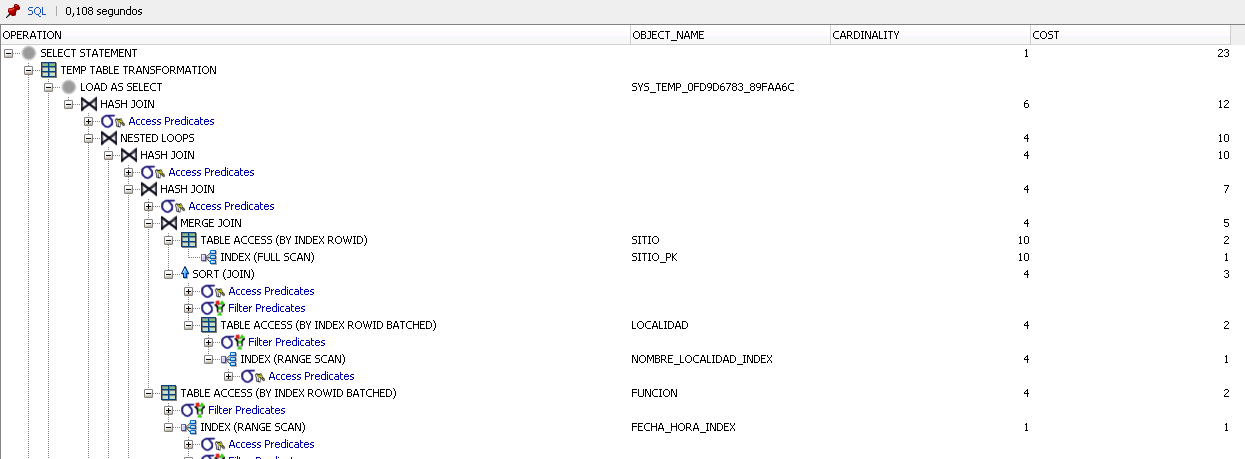 SQL | 0,108 segundos
OPERATION OBJECT_NAME CARDINALITY COST
SELECT STATEMENT 1 23
TEMP TABLE TRANSFORMATION
LOAD AS SELECT SYS_TEMP_0FD9D6783_89FAA6C
HASH JOIN 6 12
Access Predicates
NESTED LOOPS 4 10
HASH JOIN 4 10
Access Predicates
HASH JOIN 4 7
Access Predicates
MERGE JOIN 4 5
TABLE ACCESS (BY INDEX ROWID) SITIO 10 2
INDEX (FULL SCAN) SITIO_PK 10 1
SORT (JOIN) 4 3
Access Predicates
Filter Predicates
TABLE ACCESS (BY INDEX ROWID BATCHED) LOCALIDAD 4 2
Filter Predicates
INDEX (RANGE SCAN) NOMBRE_LOCALIDAD_INDEX 4 1
Access Predicates
TABLE ACCESS (BY INDEX ROWID BATCHED) FUNCION 4 2
Filter Predicates
INDEX (RANGE SCAN) FECHA_HORA_INDEX 1 1
Access Predicates
Filter Predicates